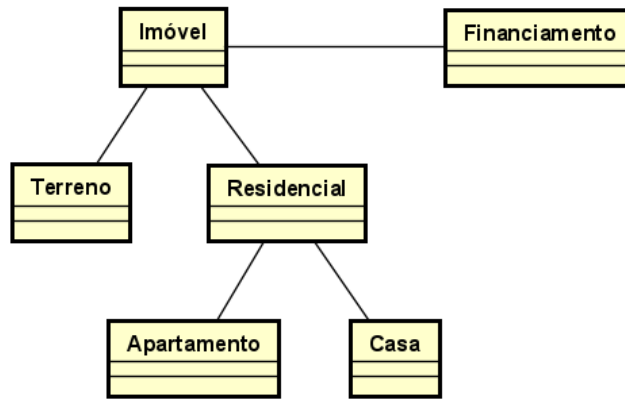 Imóvel
Financiamento
Terreno
Residencial
Apartamento
Casa